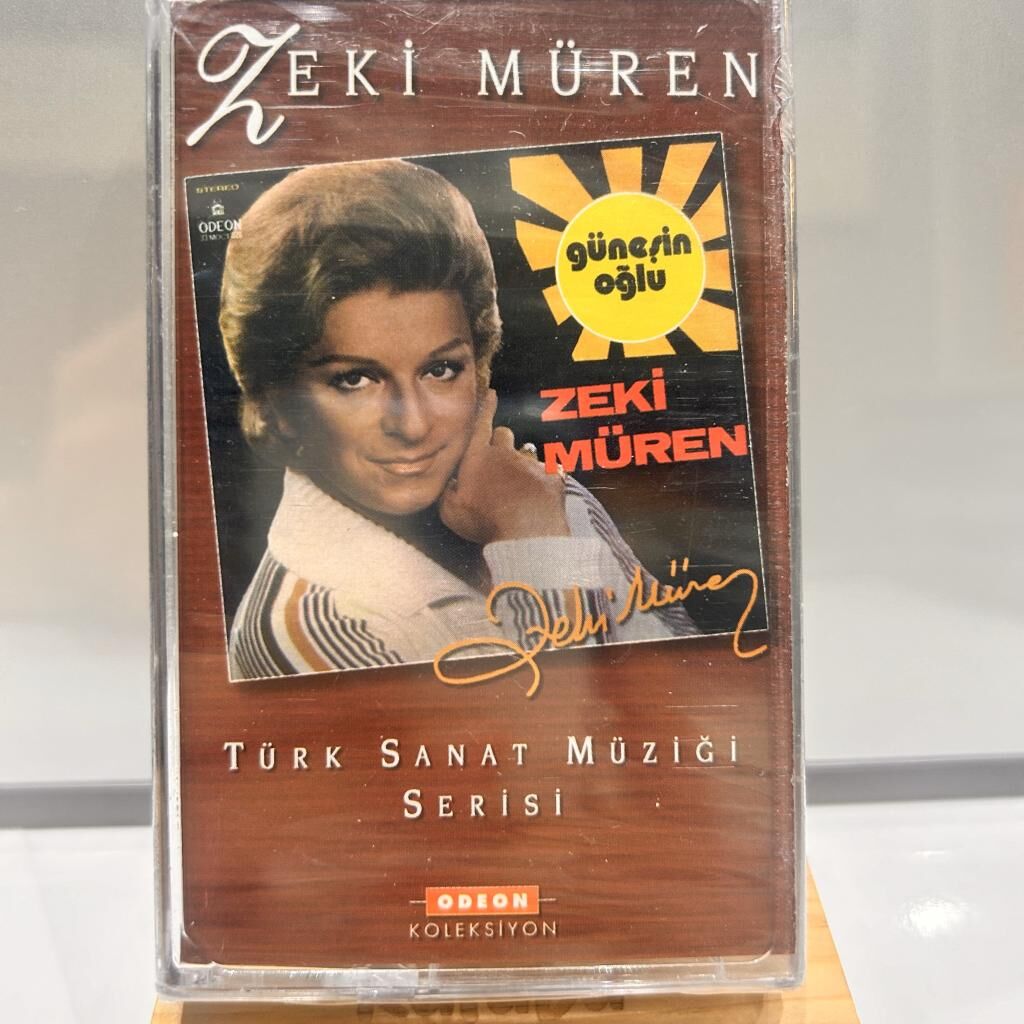 ZEKİ MÜREN
STEREO
ODEON
güneşin
oğlu
ZEKİ
MÜREN
Zeki Müren
TÜRK SANAT MÜZİĞİ
SERİSİ
ODEON
KOLEKSİYON